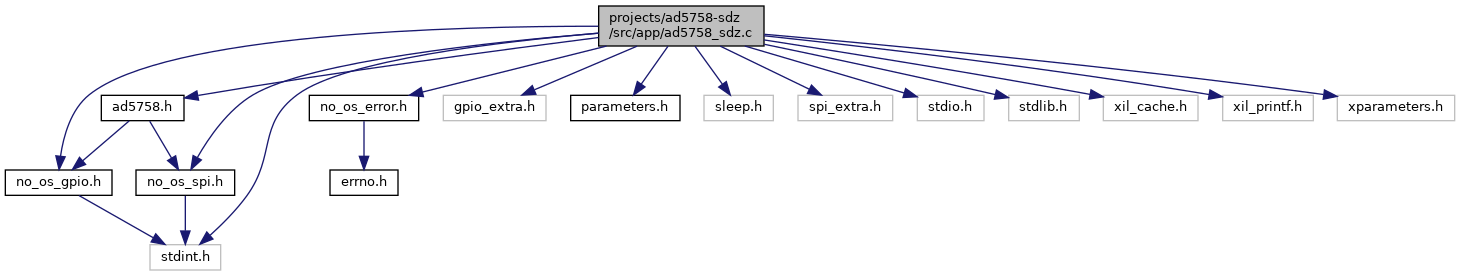 projects/ad5758-sdz
/src/app/ad5758_sdz.c
ad5758.h
no_os_error.h
gpio_extra.h
parameters.h
sleep.h
spi_extra.h
stdio.h
stdlib.h
xil_cache.h
xil_printf.h
xparameters.h
no_os_gpio.h
no_os_spi.h
errno.h
stdint.h